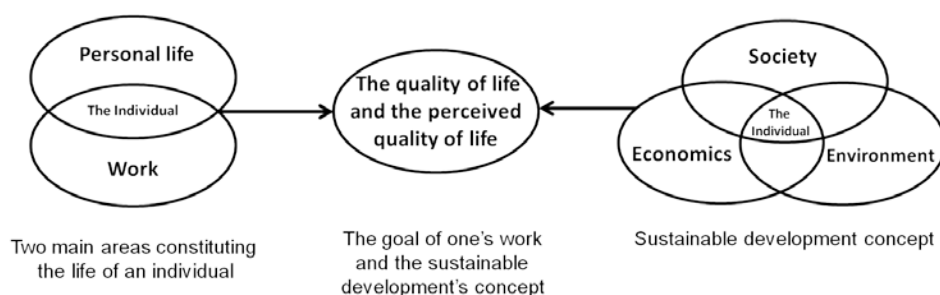 Personal life
The Individual
Work
Two main areas constituting
the life of an individual
The quality of life
and the perceived
quality of life
The goal of one's work
and the sustainable
development's concept
Society
The
Individual
Economics
Environment
Sustainable development concept